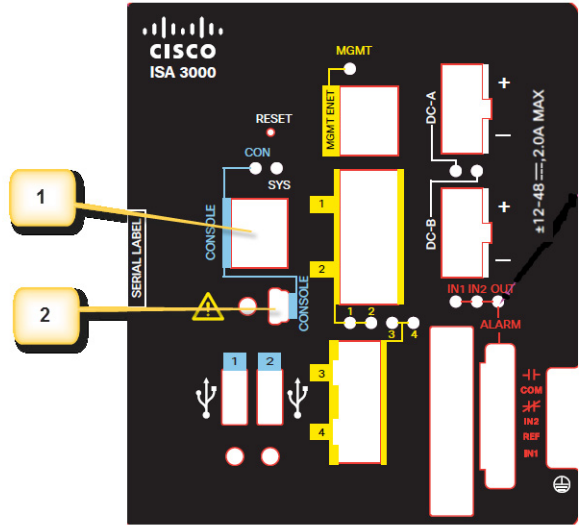 CISCO
ISA 3000
MGMT
MGMT ENET
RESET
CON
SYS
CONSOLE
SERIAL LABEL
1
2
CONSOLE
1
2
1 2
3 4
3
4
1 2
DC-A
+
−
DC-B
+
−
±12-48 ⎓, 2.0A MAX
IN1 IN2 OUT
ALARM
COM
IN2
REF
IN1